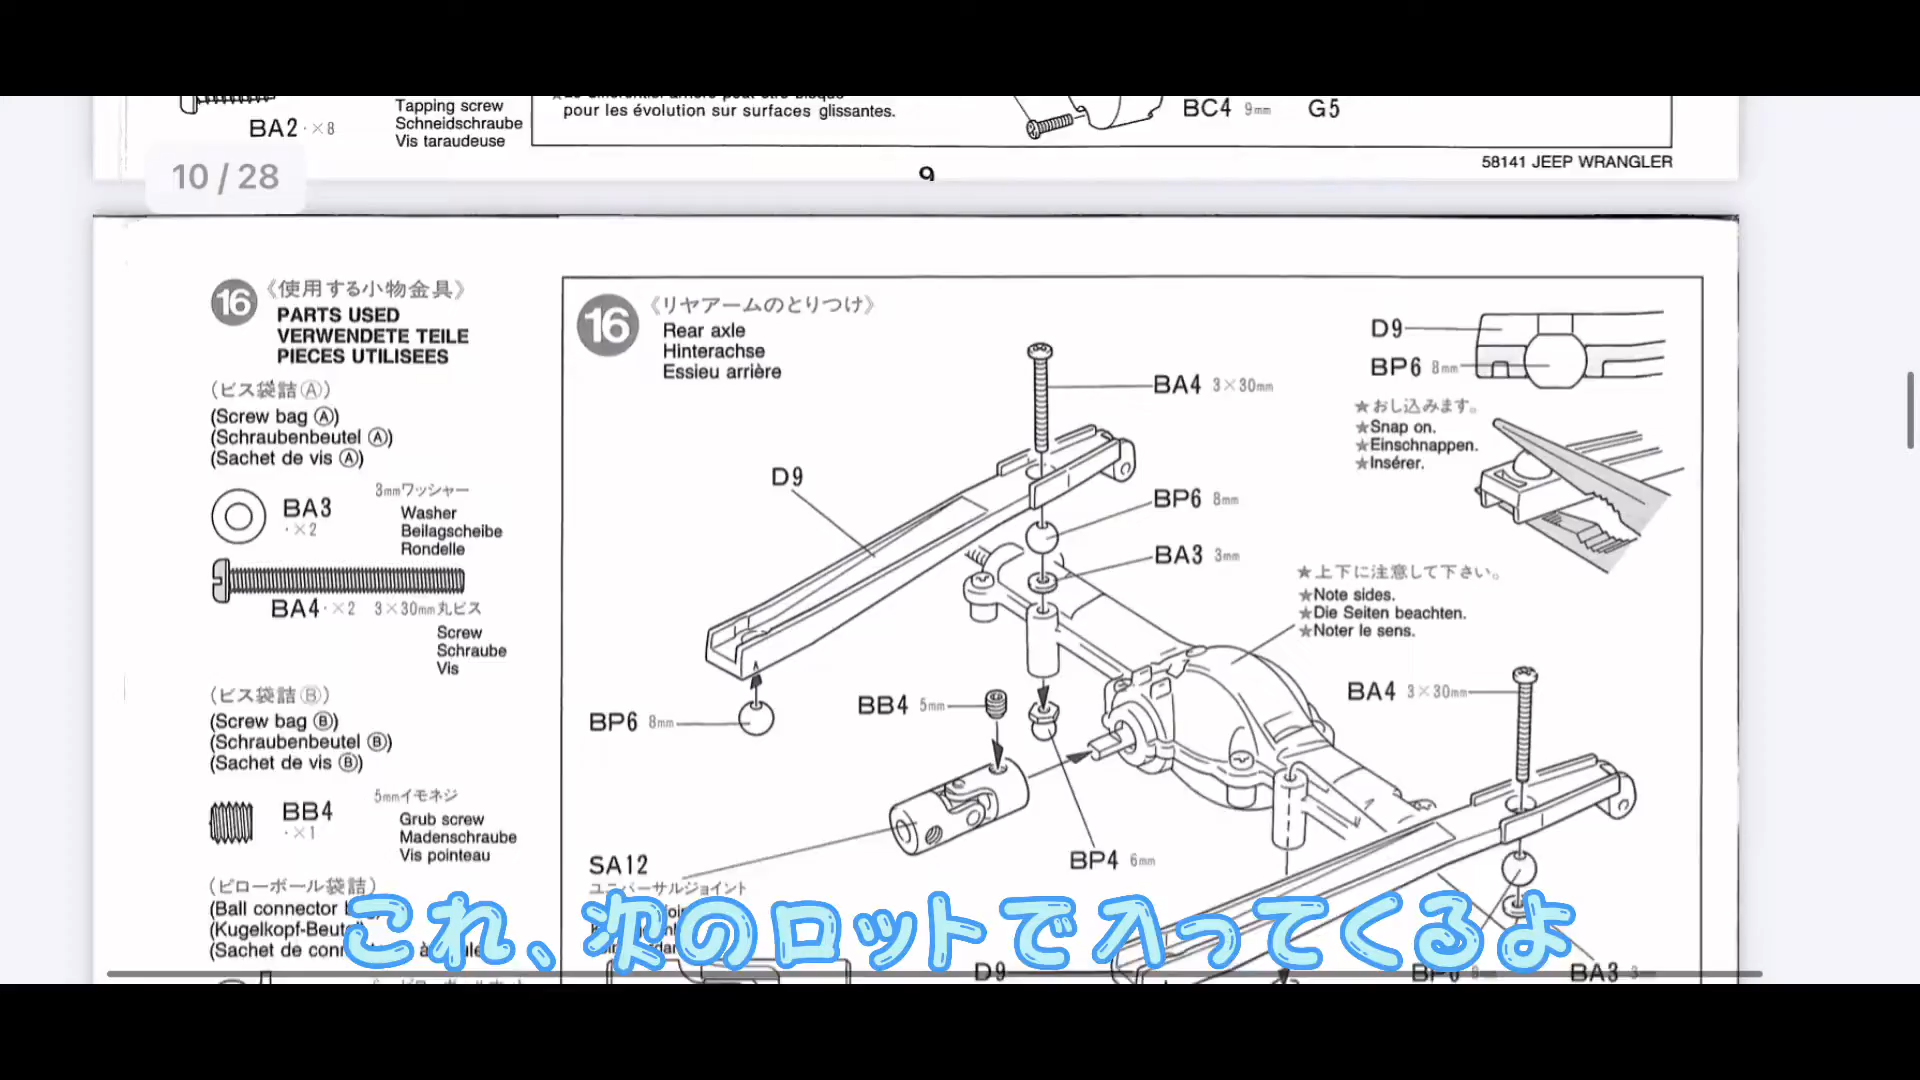 Tapping screw
Schneidschraube
Vis taraudeuse
BA2 ·×8
pour les évolution sur surfaces glissantes.
BC4 9mm G5
58141 JEEP WRANGLER
9
10 / 28
16 《使用する小物金具》
PARTS USED
VERWENDETE TEILE
PIECES UTILISEES
(ビス袋詰Ⓐ)
(Screw bag Ⓐ)
(Schraubenbeutel Ⓐ)
(Sachet de vis Ⓐ)
BA3 ·×2
3mmワッシャー
Washer
Beilagscheibe
Rondelle
BA4 ·×2 3×30mm丸ビス
Screw
Schraube
Vis
(ビス袋詰Ⓑ)
(Screw bag Ⓑ)
(Schraubenbeutel Ⓑ)
(Sachet de vis Ⓑ)
BB4 ·×1
5mmイモネジ
Grub screw
Madenschraube
Vis pointeau
(ピローボール袋詰)
(Ball connector
(Kugelkopf-Beut
(Sachet de
16 《リヤアームのとりつけ》
Rear axle
Hinterachse
Essieu arrière
D9
BA4 3×30mm
BP6 8mm
BA3 3mm
BP6 8mm
BB4 5mm
BP4 6mm
SA12
ユニバーサルジョイント
D9
BP6 8mm
★おし込みます。
★Snap on.
★Einschnappen.
★Insérer.
★上下に注意して下さい。
★Note sides.
★Die Seiten beachten.
★Noter le sens.
BA4 3×30mm
D9
BP6
BA3
これ、次のロットで入ってくるよ